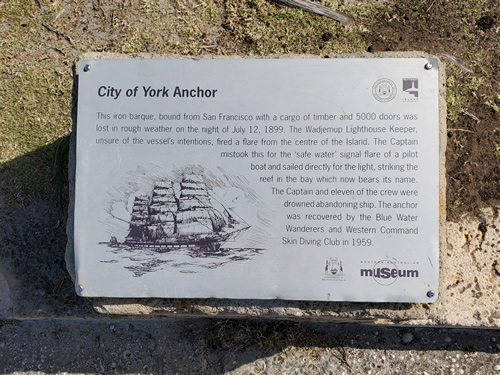 City of York Anchor
This iron barque, bound from San Francisco with a cargo of timber and 5000 doors was
lost in rough weather on the night of July 12, 1899. The Wadjemup Lighthouse Keeper,
unsure of the vessel's intentions, fired a flare from the centre of the Island. The Captain
mistook this for the 'safe water' signal flare of a pilot
boat and sailed directly for the light, striking the
reef in the bay which now bears its name.
The Captain and eleven of the crew were
drowned abandoning ship. The anchor
was recovered by the Blue Water
Wanderers and Western Command
Skin Diving Club in 1959.
WESTERN AUSTRALIAN
museum